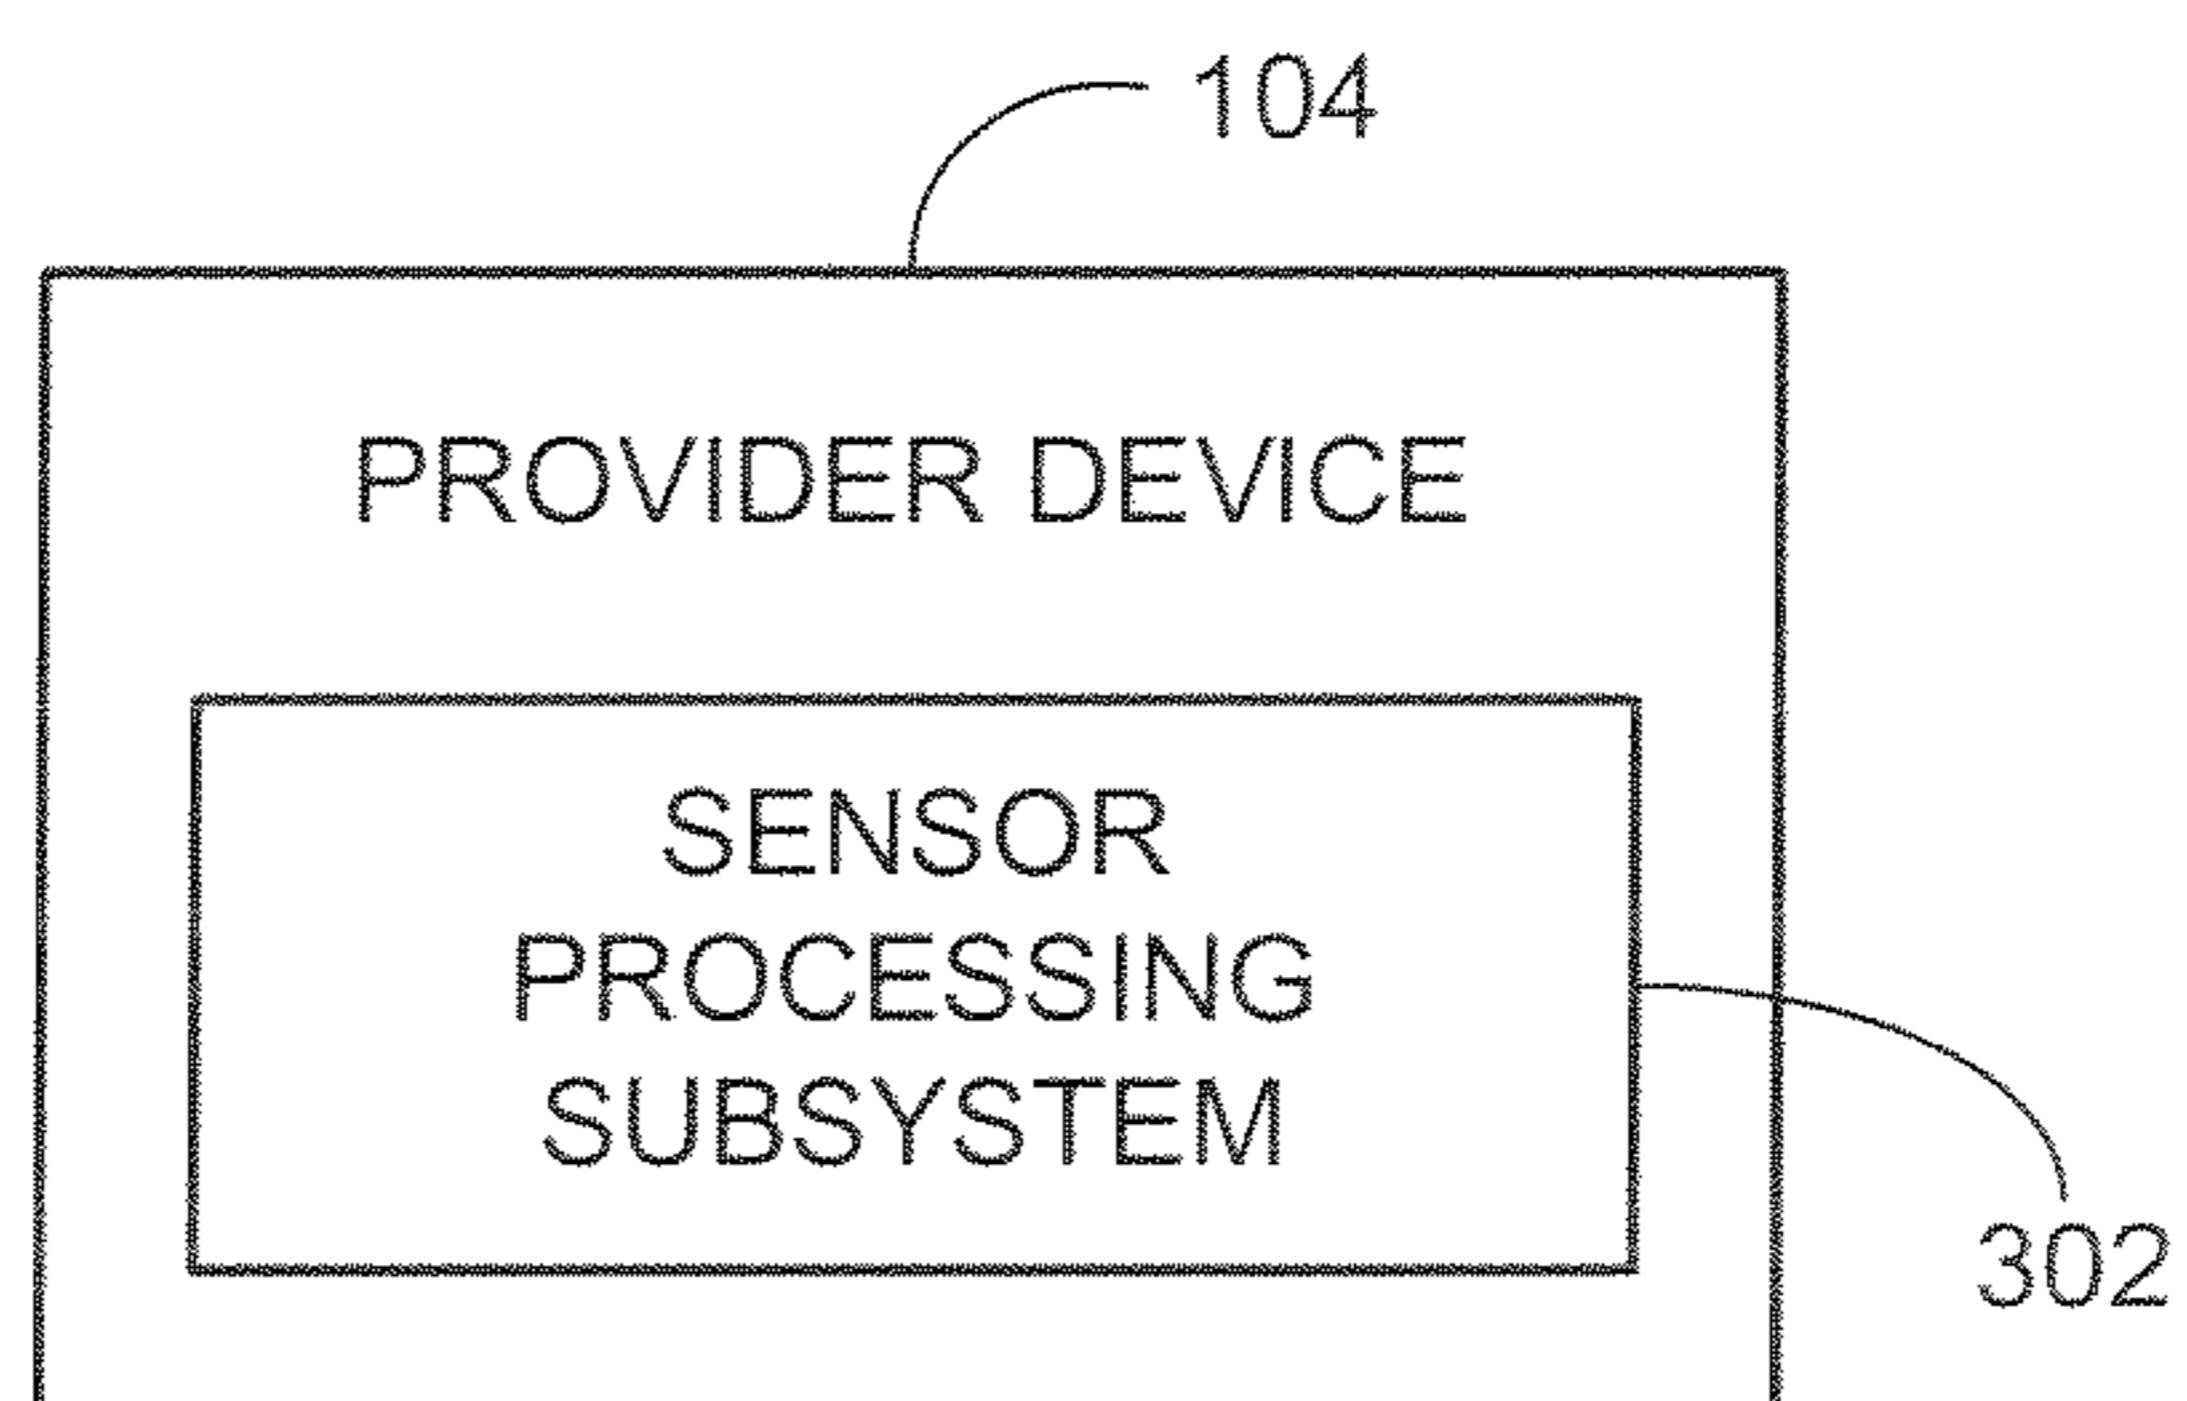 104
PROVIDER DEVICE
SENSOR
PROCESSING
SUBSYSTEM
302